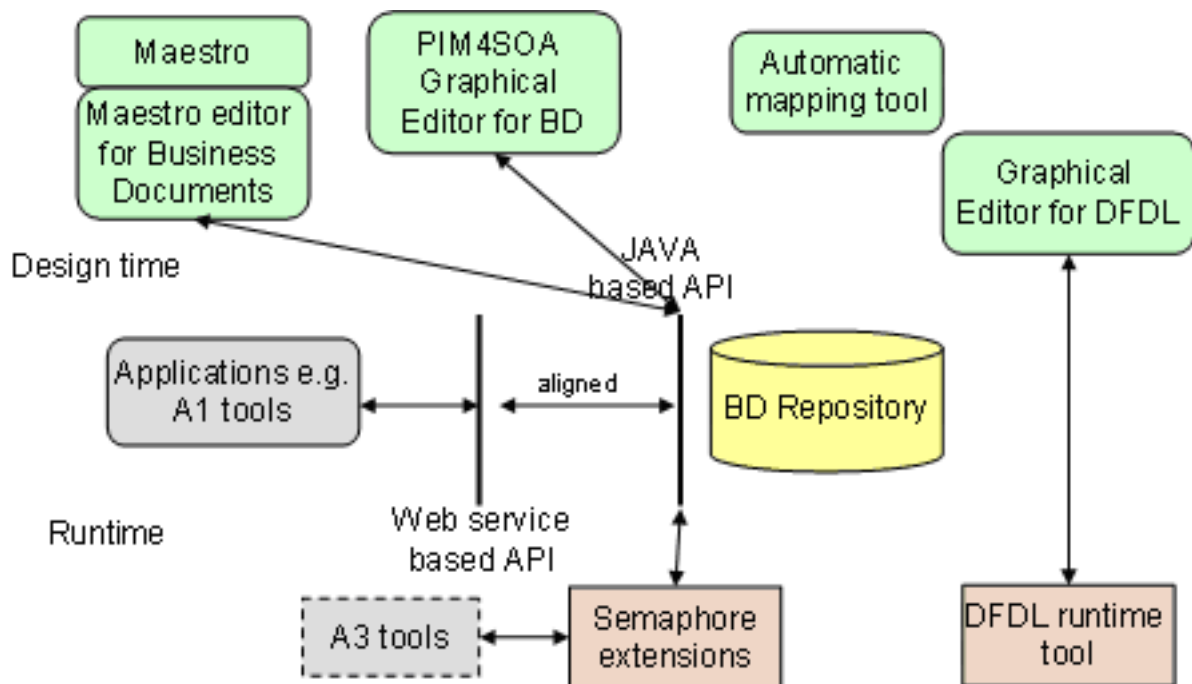 Maestro
Maestro editor
for Business
Documents
PIM4SOA
Graphical
Editor for BD
Automatic
mapping tool
Graphical
Editor for DFDL
Design time
JAVA
based API
Applications e.g.
A1 tools
aligned
BD Repository
Runtime
Web service
based API
A3 tools
Semaphore
extensions
DFDL runtime
tool